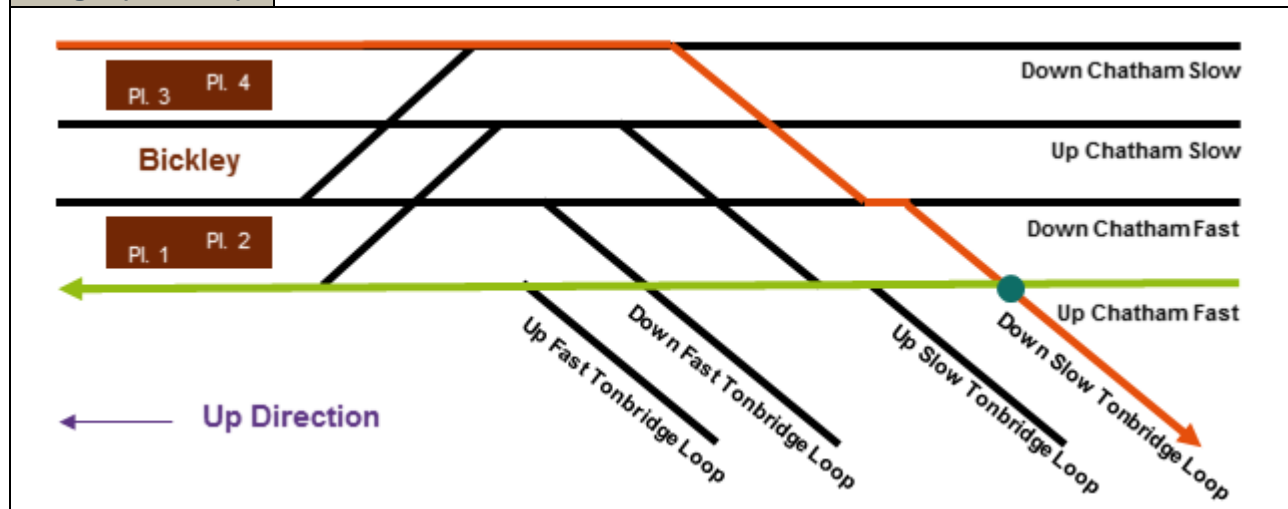 Down Chatham Slow
Pl. 4
Pl. 3
Up Chatham Slow
Bickley
Down Chatham Fast
Pl. 2
Pl. 1
Up Chatham Fast
Up Fast Tonbridge Loop
Down Fast Tonbridge Loop
Up Slow Tonbridge Loop
Down Slow Tonbridge Loop
Up Direction